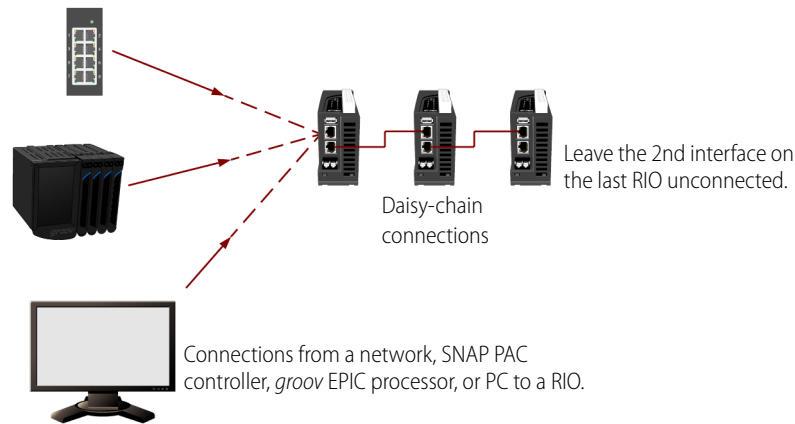 Leave the 2nd interface on
the last RIO unconnected.
Daisy-chain
connections
groov
Connections from a network, SNAP PAC
controller, groov EPIC processor, or PC to a RIO.